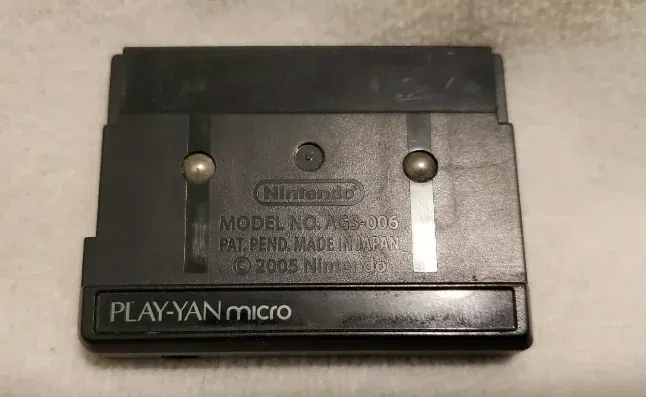 Nintendo
MODEL NO. AGS-006
PAT. PEND. MADE IN JAPAN
© 2005 Nintendo
PLAY-YAN micro